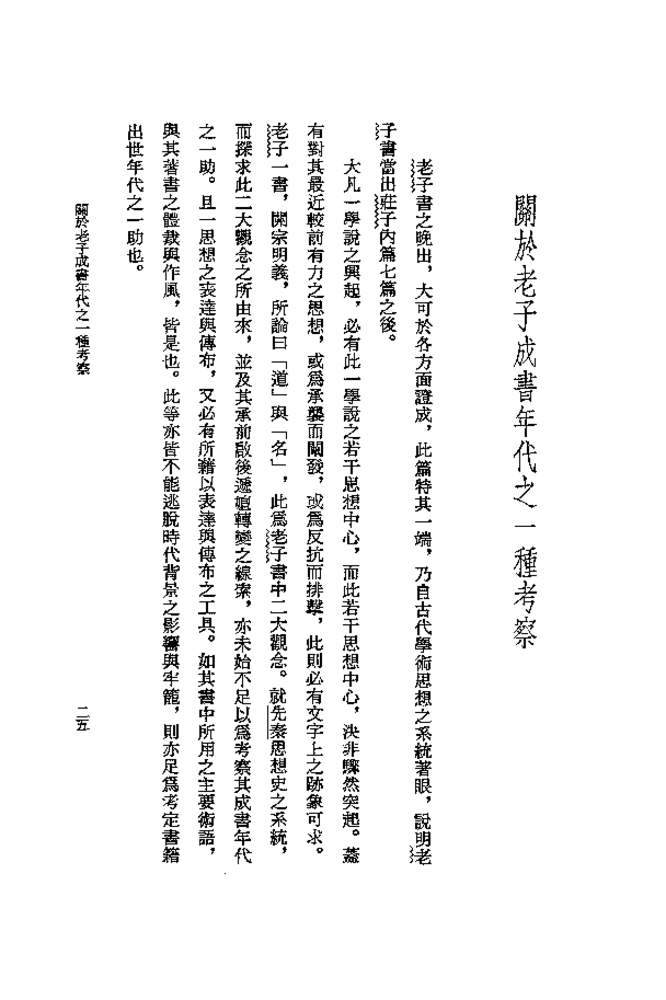 關於老子成書年代之一種考察
老子書之晚出，大可於各方面證成，此篇特其一端，乃自古代學術思想之系統著眼，說明老
子書當出莊子內篇七篇之後。
大凡一學說之興起，必有此一學說之若干思想中心，而此若干思想中心，決非驟然突起。蓋
有對其最近較前有力之思想，或為承襲而闡發，或為反抗而排擊，此則必有文字上之跡象可求。
老子一書，開宗明義，所論曰「道」與「名」，此為老子書中二大觀念。就先秦思想史之系統，
而探求此二大觀念之所由來，並及其承前啟後遞嬗轉變之線索，亦未始不足以為考察其成書年代
之一助。且一思想之表達與傳布，又必有所藉以表達與傳布之工具。如其書中所用之主要術語，
與其著書之體裁與作風，皆是也。此等亦皆不能逃脫時代背景之影響與牢籠，則亦足為考定書籍
出世年代之一助也。
關於老子成書年代之一種考察
二五